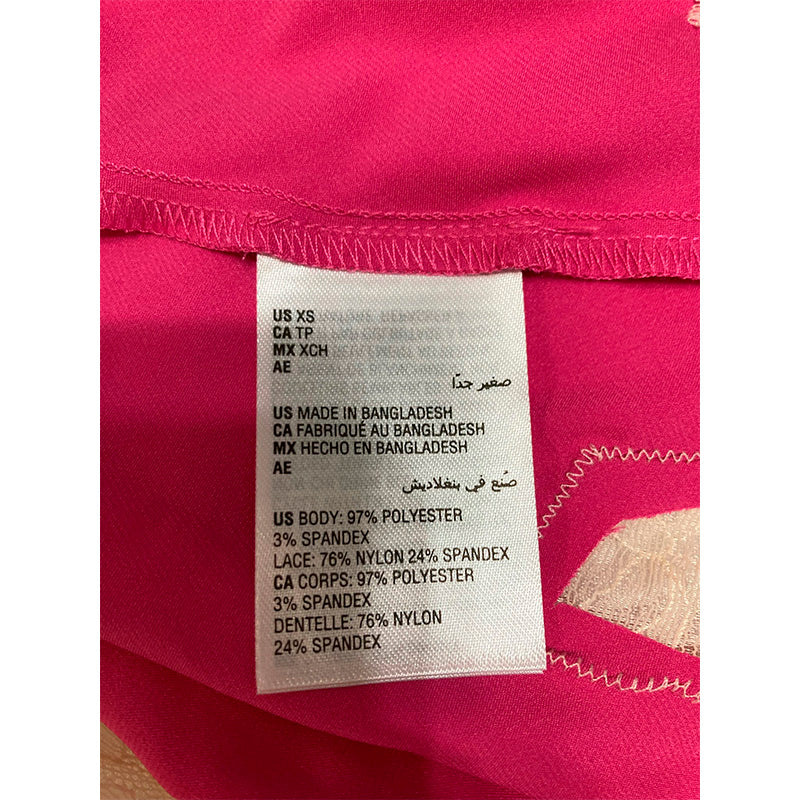 US XS
CA TP
MX XCH
AE
صغير جدًا
US MADE IN BANGLADESH
CA FABRIQUÉ AU BANGLADESH
MX HECHO EN BANGLADESH
AE
صُنع في بنغلاديش
US BODY: 97% POLYESTER
3% SPANDEX
LACE: 76% NYLON 24% SPANDEX
CA CORPS: 97% POLYESTER
3% SPANDEX
DENTELLE: 76% NYLON
24% SPANDEX